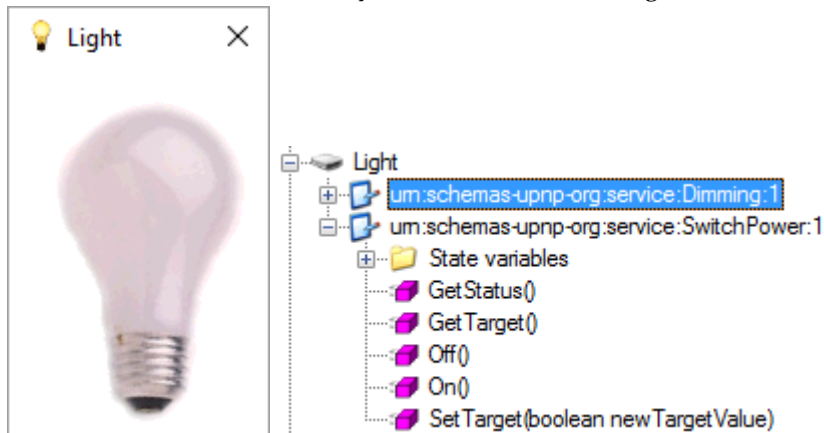 Light
Light
urn:schemas-upnp-org:service:Dimming:1
urn:schemas-upnp-org:service:SwitchPower:1
State variables
GetStatus()
GetTarget()
Off()
On()
SetTarget(boolean newTargetValue)